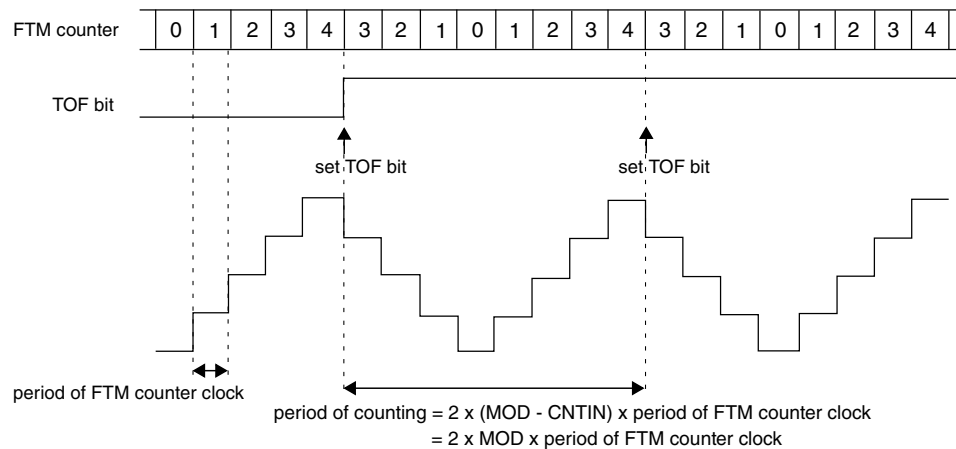 FTM counter 0 1 2 3 4 3 2 1 0 1 2 3 4 3 2 1 0 1 2 3 4
TOF bit
set TOF bit set TOF bit
period of FTM counter clock
period of counting = 2 x (MOD - CNTIN) x period of FTM counter clock
= 2 x MOD x period of FTM counter clock